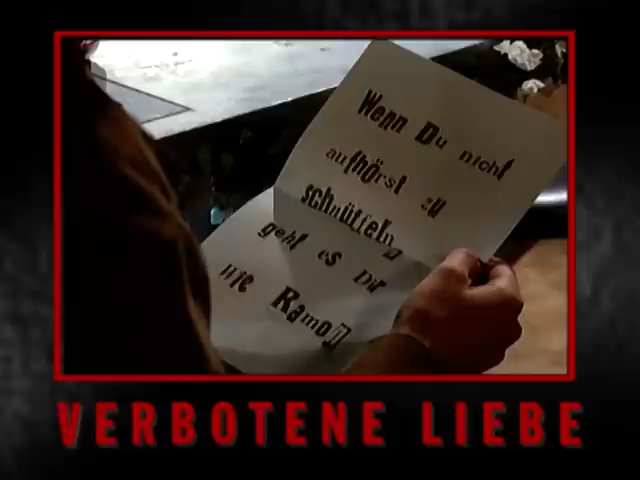 Wenn Du nicht
aufhörst zu
schnüffeln
geht es Dir
wie Ramon
VERBOTENE LIEBE